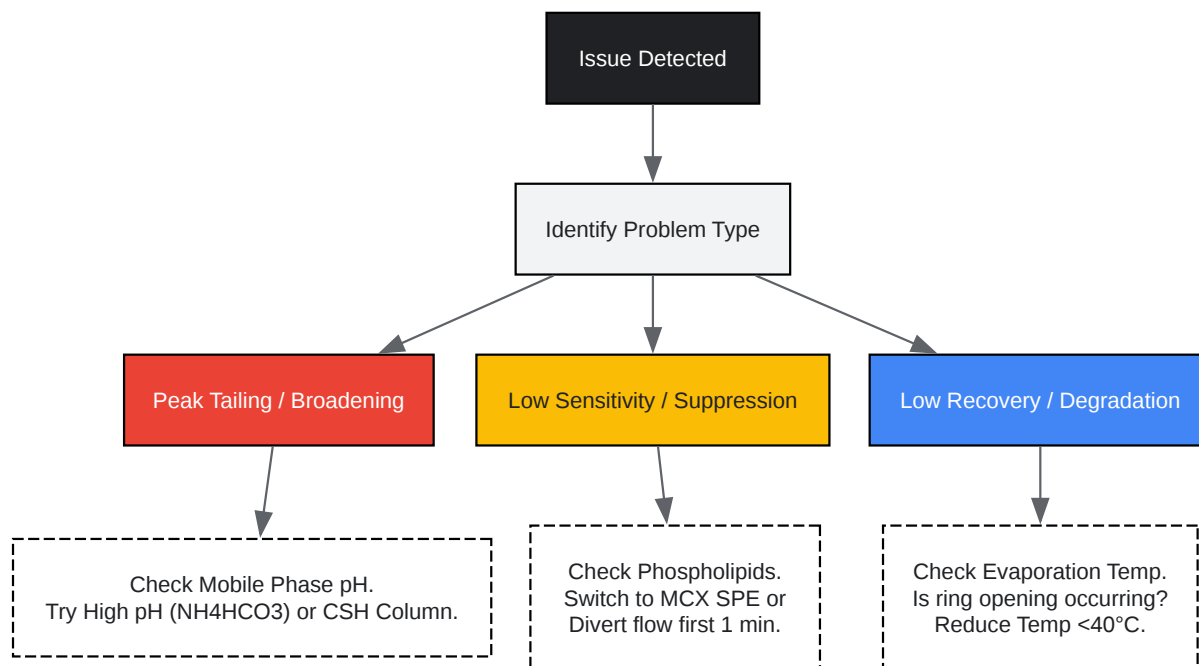 Issue Detected
Identify Problem Type
Peak Tailing / Broadening
Low Sensitivity / Suppression
Low Recovery / Degradation
Check Mobile Phase pH.
Try High pH (NH4HCO3) or CSH Column.
Check Phospholipids.
Switch to MCX SPE or
Divert flow first 1 min.
Check Evaporation Temp.
Is ring opening occurring?
Reduce Temp <40°C.